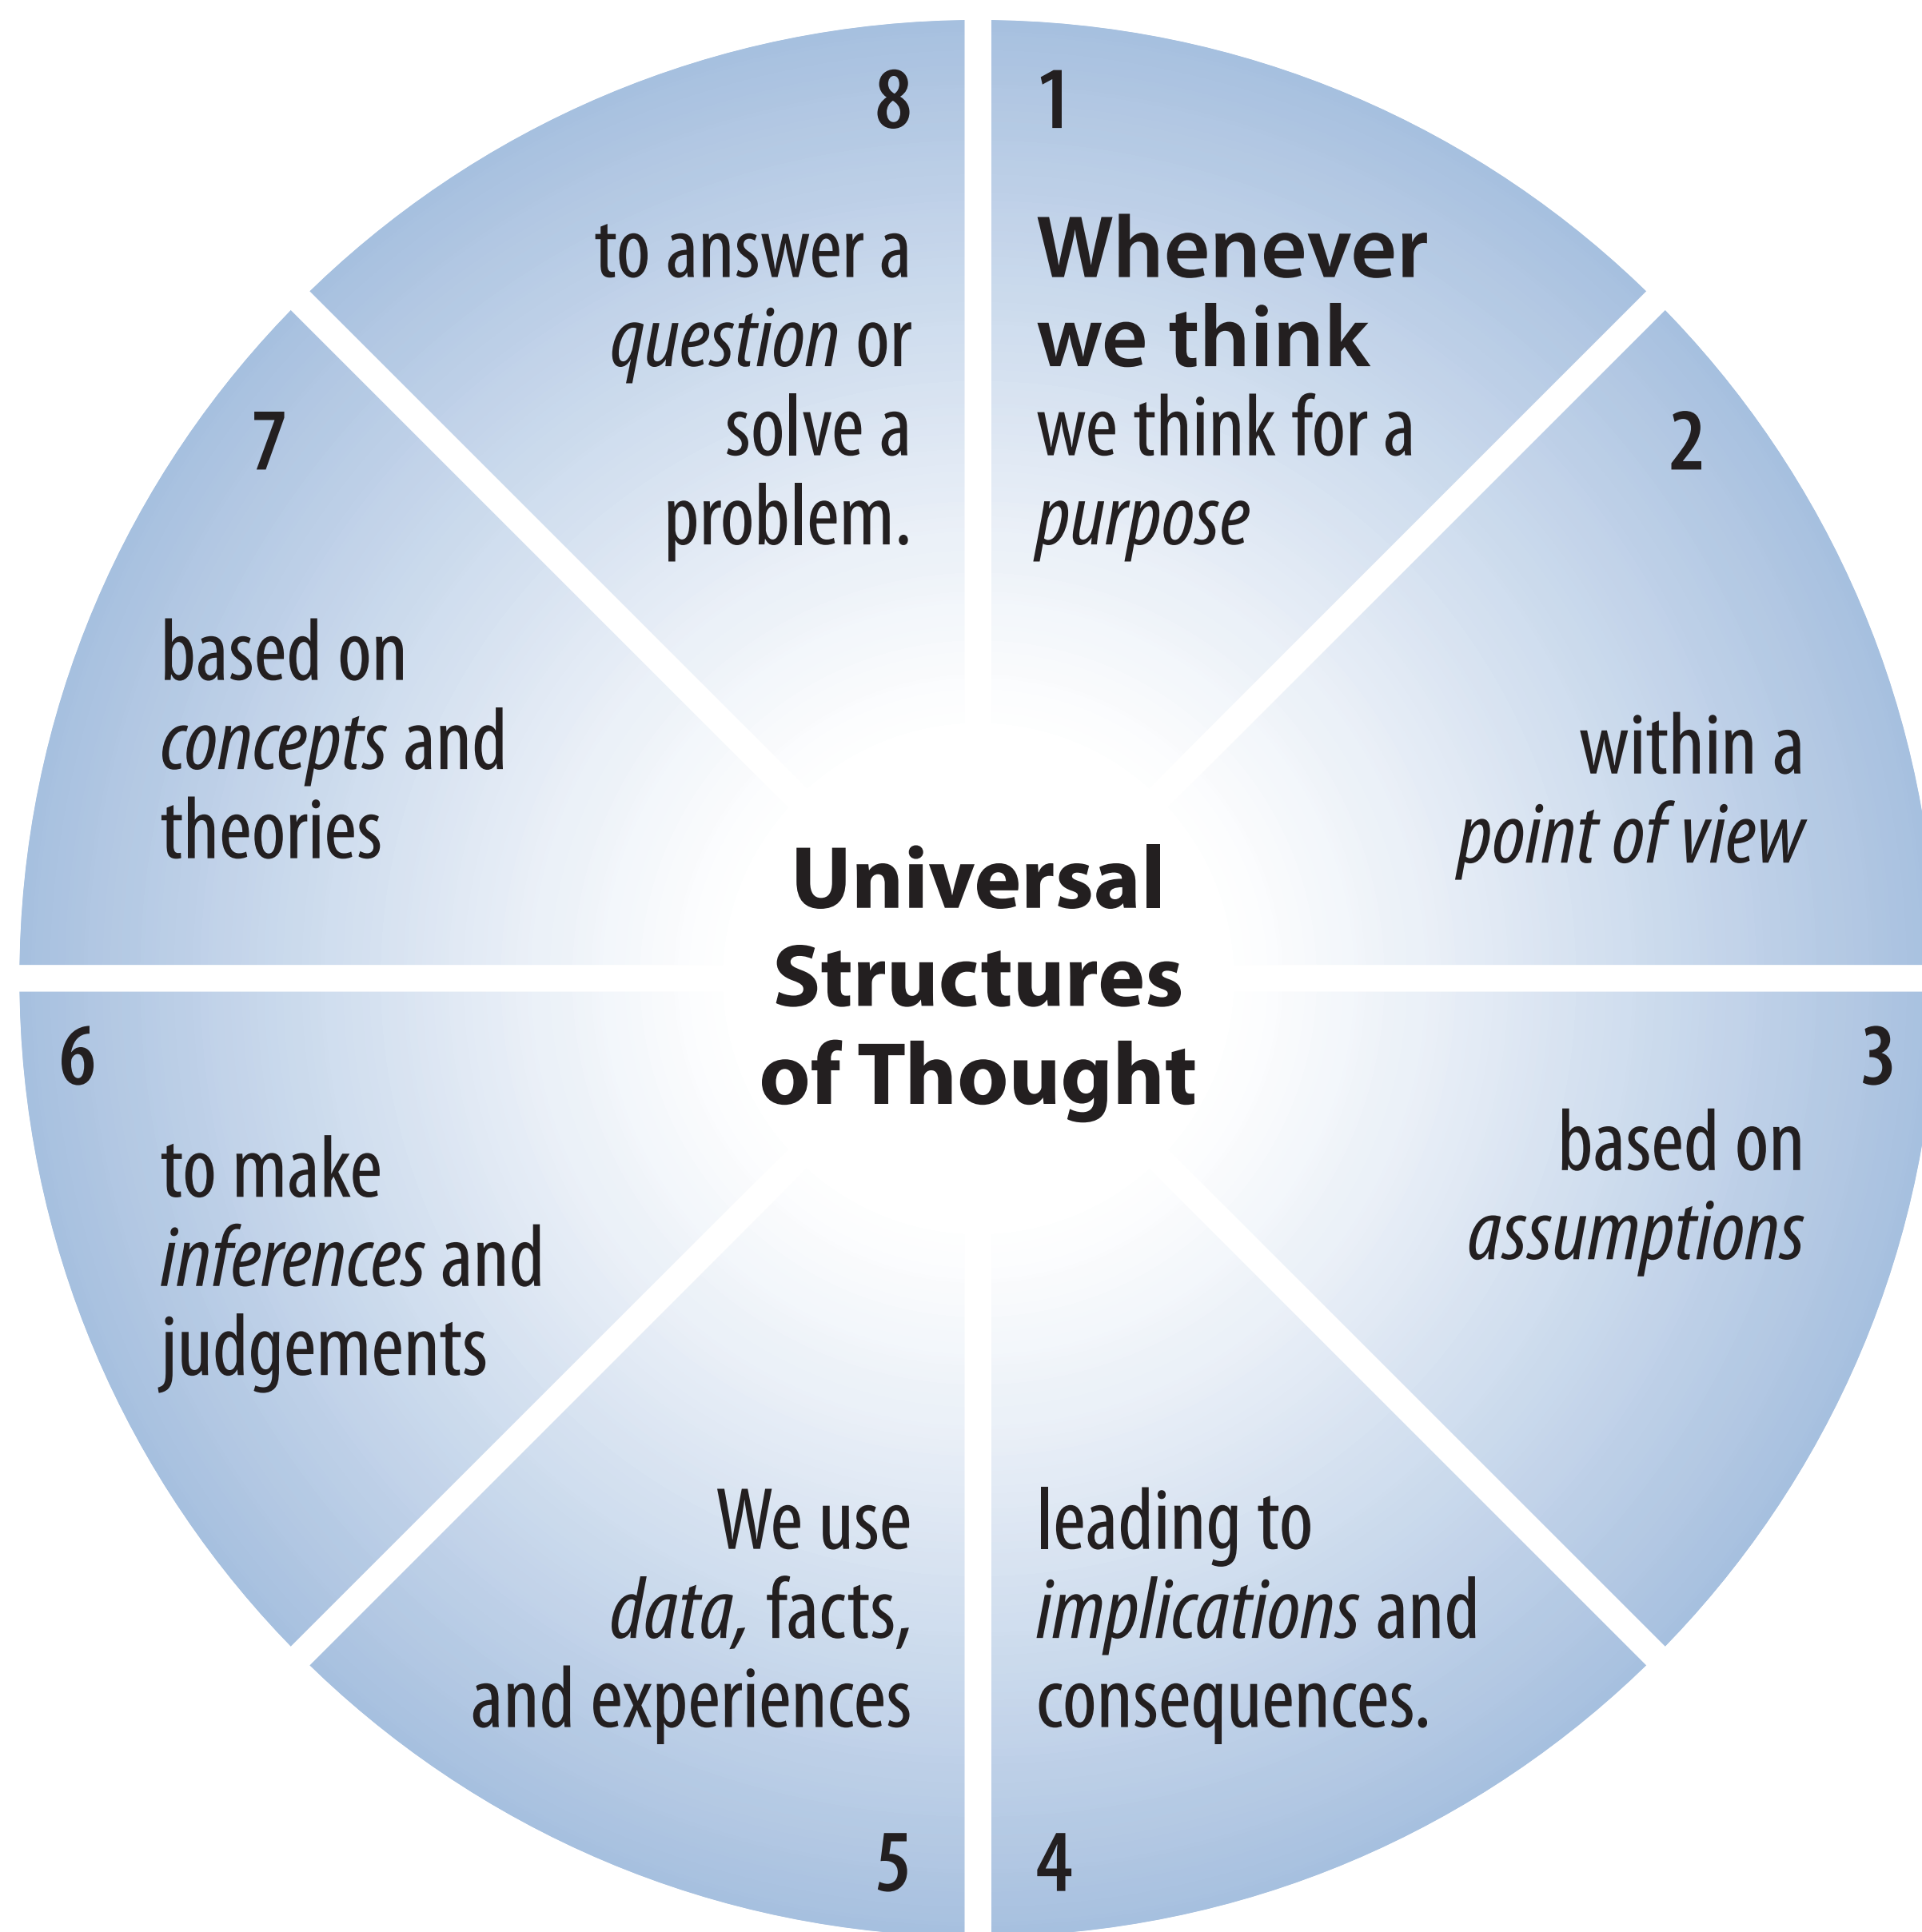 1
Whenever
we think
we think for a
purpose
2
within a
point of view
3
based on
assumptions
4
leading to
implications and
consequences.
5
We use
data, facts,
and experiences
6
to make
inferences and
judgements
7
based on
concepts and
theories
8
to answer a
question or
solve a
problem.
Universal
Structures
of Thought